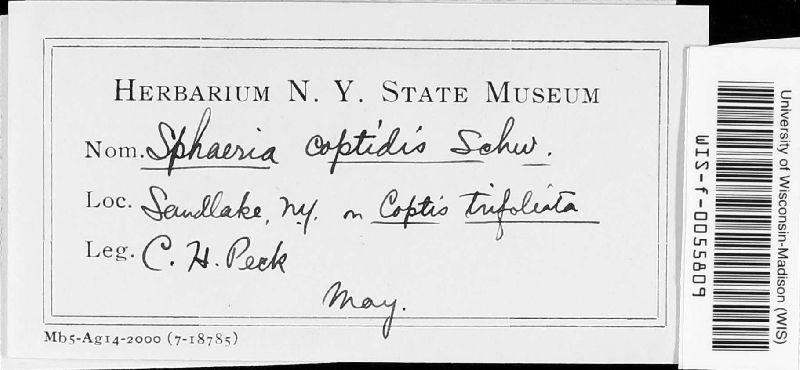 HERBARIUM N. Y. STATE MUSEUM
Nom. Sphaeria coptidis Schw.
Loc. Sandlake, N.Y. on Coptis trifoliata
Leg. C. H. Peck
May.
Mb5-Ag14-2000 (7-18785)
University of Wisconsin-Madison (WIS)
WIS-f-0055809